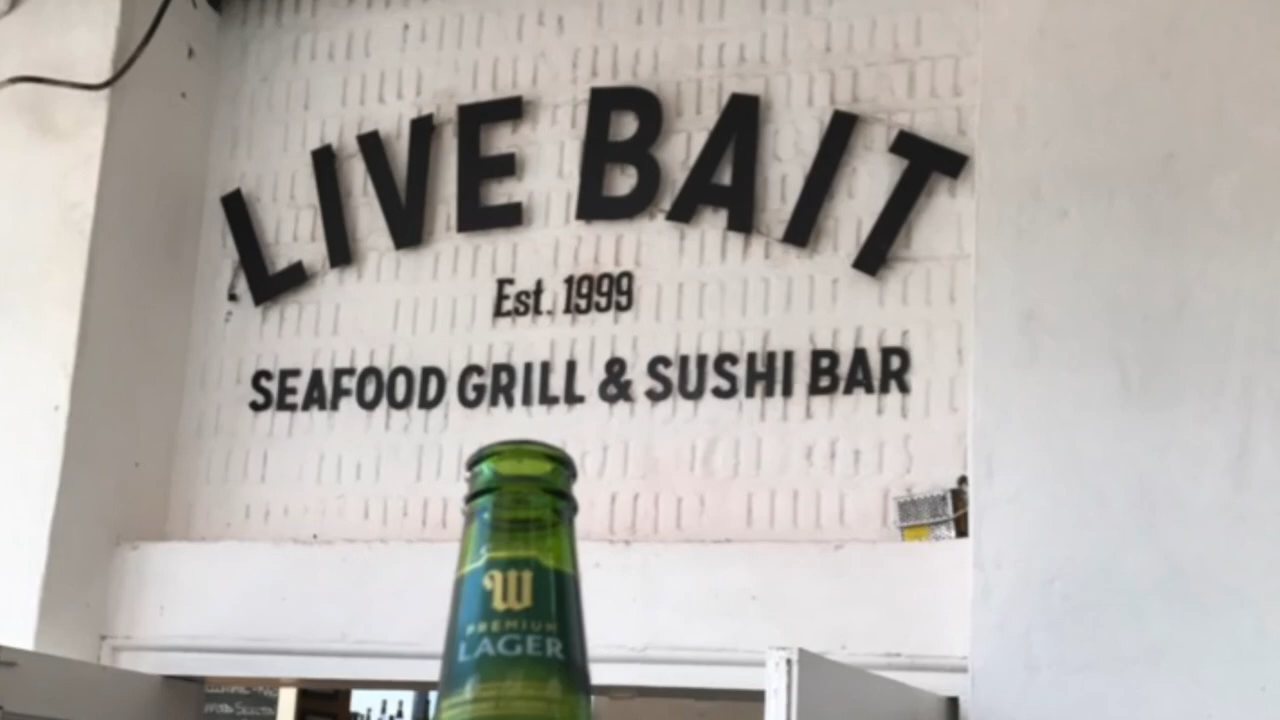 LIVE BAIT
Est. 1999
SEAFOOD GRILL & SUSHI BAR
W
PREMIUM
LAGER